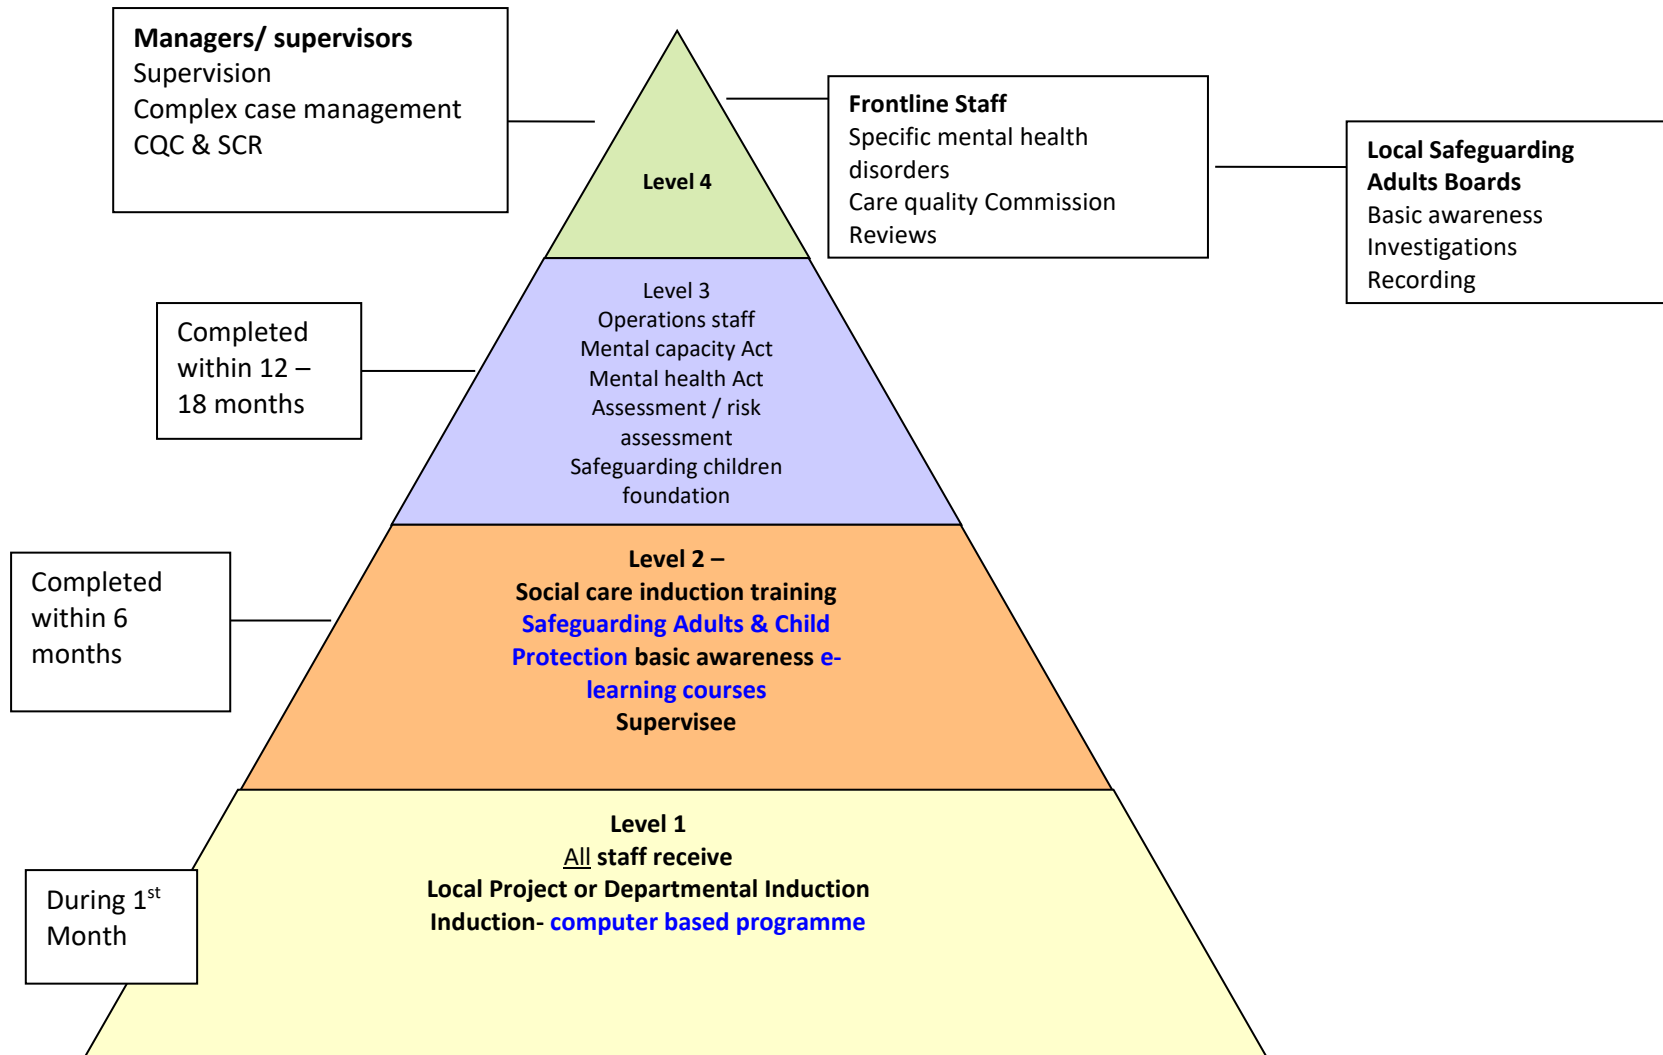 Managers/ supervisors
Supervision
Complex case management
CQC & SCR
Frontline Staff
Specific mental health
disorders
Care quality Commission
Reviews
Local Safeguarding
Adults Boards
Basic awareness
Investigations
Recording
Level 4
Completed
within 12 –
18 months
Level 3
Operations staff
Mental capacity Act
Mental health Act
Assessment / risk
assessment
Safeguarding children
foundation
Completed
within 6
months
Level 2 –
Social care induction training
Safeguarding Adults & Child
Protection basic awareness e-
learning courses
Supervisee
During 1st
Month
Level 1
All staff receive
Local Project or Departmental Induction
Induction- computer based programme